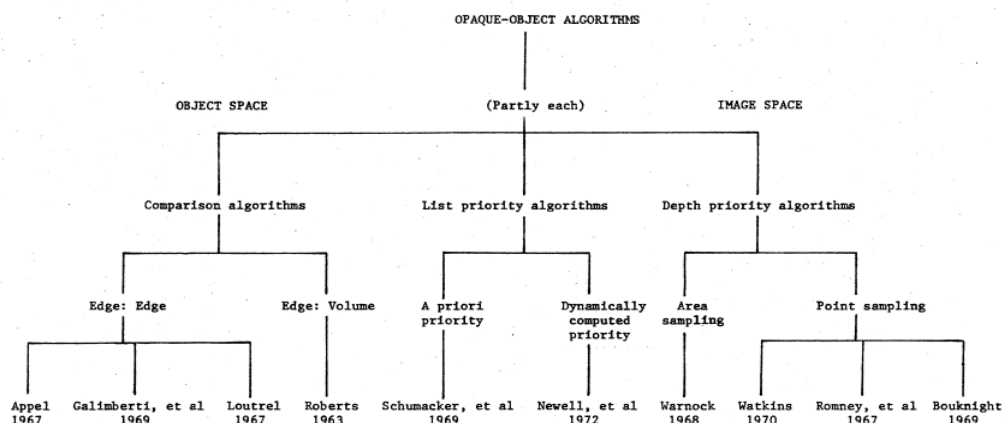 OPAQUE-OBJECT ALGORITHMS
OBJECT SPACE (Partly each) IMAGE SPACE
Comparison algorithms List priority algorithms Depth priority algorithms
Edge: Edge Edge: Volume A priori Dynamically Area Point sampling
priority computed sampling
priority
Appel Galimberti, et al Loutrel Roberts Schumacker, et al Newell, et al Warnock Watkins Romney, et al Bouknight
1967 1969 1967 1963 1969 1972 1968 1970 1967 1969